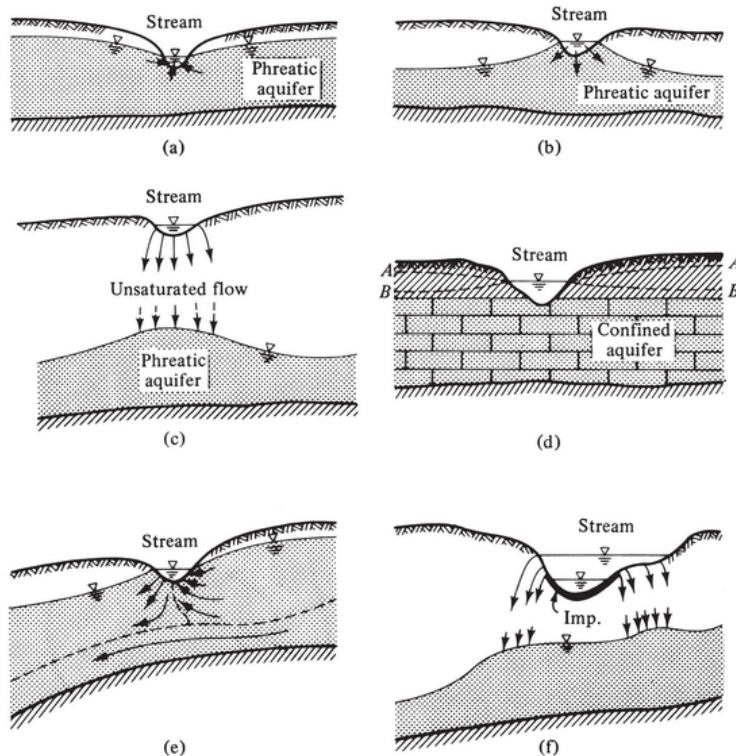 Stream
Phreatic
aquifer
(a)
Stream
Phreatic aquifer
(b)
Stream
Unsaturated flow
Phreatic
aquifer
(c)
Stream
A
A
B
B
Confined
aquifer
(d)
Stream
(e)
Stream
Imp.
(f)